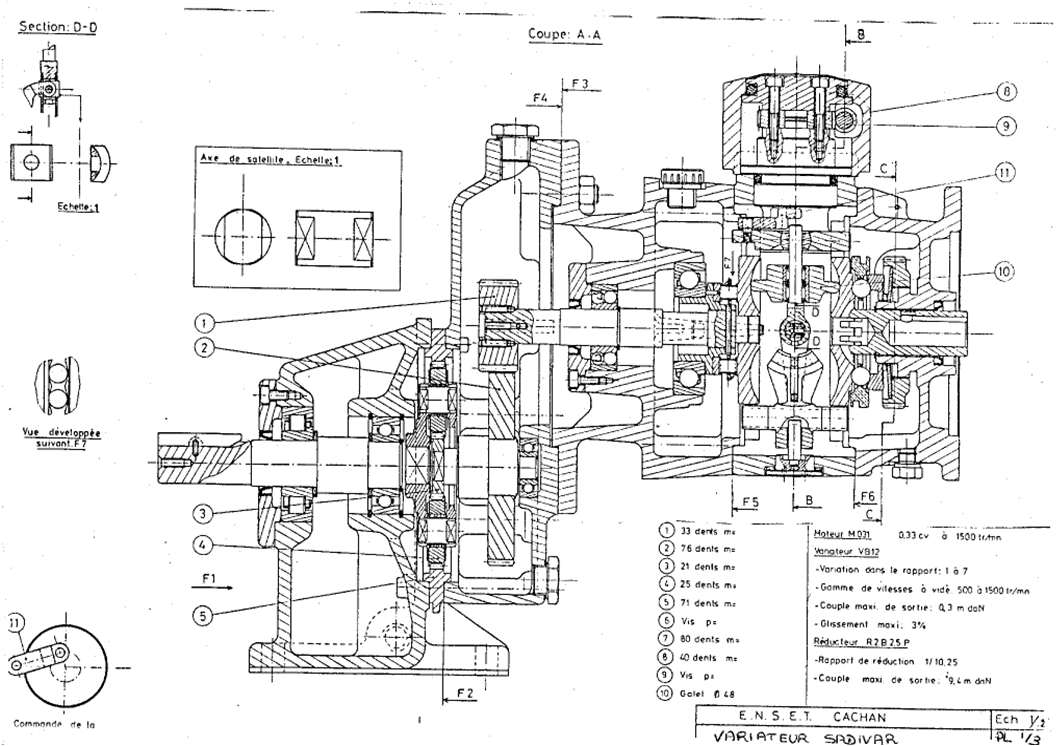 Section: D-D
Coupe: A-A
B
F3
F4
8
9
C
11
Echelle:1
Axe de satellite. Echelle:1
1
2
10
D
D
Vue développée
suivant.F7
3
4
F1
5
F2
F5
B
F6
C
1 33 dents m=
2 76 dents m=
3 21 dents m=
4 25 dents m=
5 71 dents m=
6 Vis p=
7 80 dents m=
8 40 dents m=
9 Vis p=
10 Galet Ø 48
Moteur MD71 0,33 cv à 1500 tr/mn
Variateur VB12
-Variation dans le rapport: 1 à 7
-Gamme de vitesses à vide 500 à 1500 tr/mn
-Couple maxi. de sortie: 0,3 m daN
-Glissement maxi: 3%
Réducteur R2B25P
-Rapport de réduction 1/10,25
-Couple maxi de sortie: 9,4 m daN
11
Commande de la
E.N.S.E.T. CACHAN
Ech 1/2
VARIATEUR SADIVAR
PL 1/3